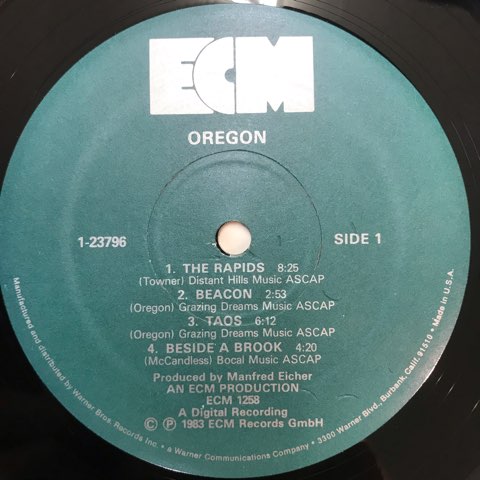 ECM
OREGON
1-23796
SIDE 1
1. THE RAPIDS 8:25
(Towner) Distant Hills Music ASCAP
2. BEACON 2:53
(Oregon) Grazing Dreams Music ASCAP
3. TAOS 6:12
(Oregon) Grazing Dreams Music ASCAP
4. BESIDE A BROOK 4:20
(McCandless) Bocal Music ASCAP
Produced by Manfred Eicher
AN ECM PRODUCTION
ECM 1258
A Digital Recording
© ℗ 1983 ECM Records GmbH
Manufactured and distributed by Warner Bros. Records Inc. • a Warner Communications Company • 3300 Warner Blvd., Burbank, Calif. 91510 • Made in U.S.A.